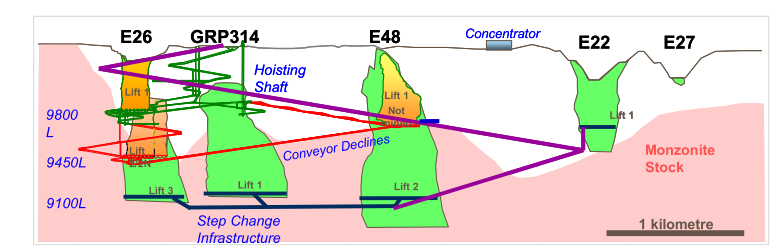 E26
GRP314
E48
Concentrator
E22
E27
Hoisting
Shaft
Lift 1
Lift 1
Not
Lift 1
9800
L
Conveyor Declines
Lift
9450L
Monzonite
Stock
Lift 3
Lift 1
Lift 2
9100L
Step Change
Infrastructure
1 kilometre